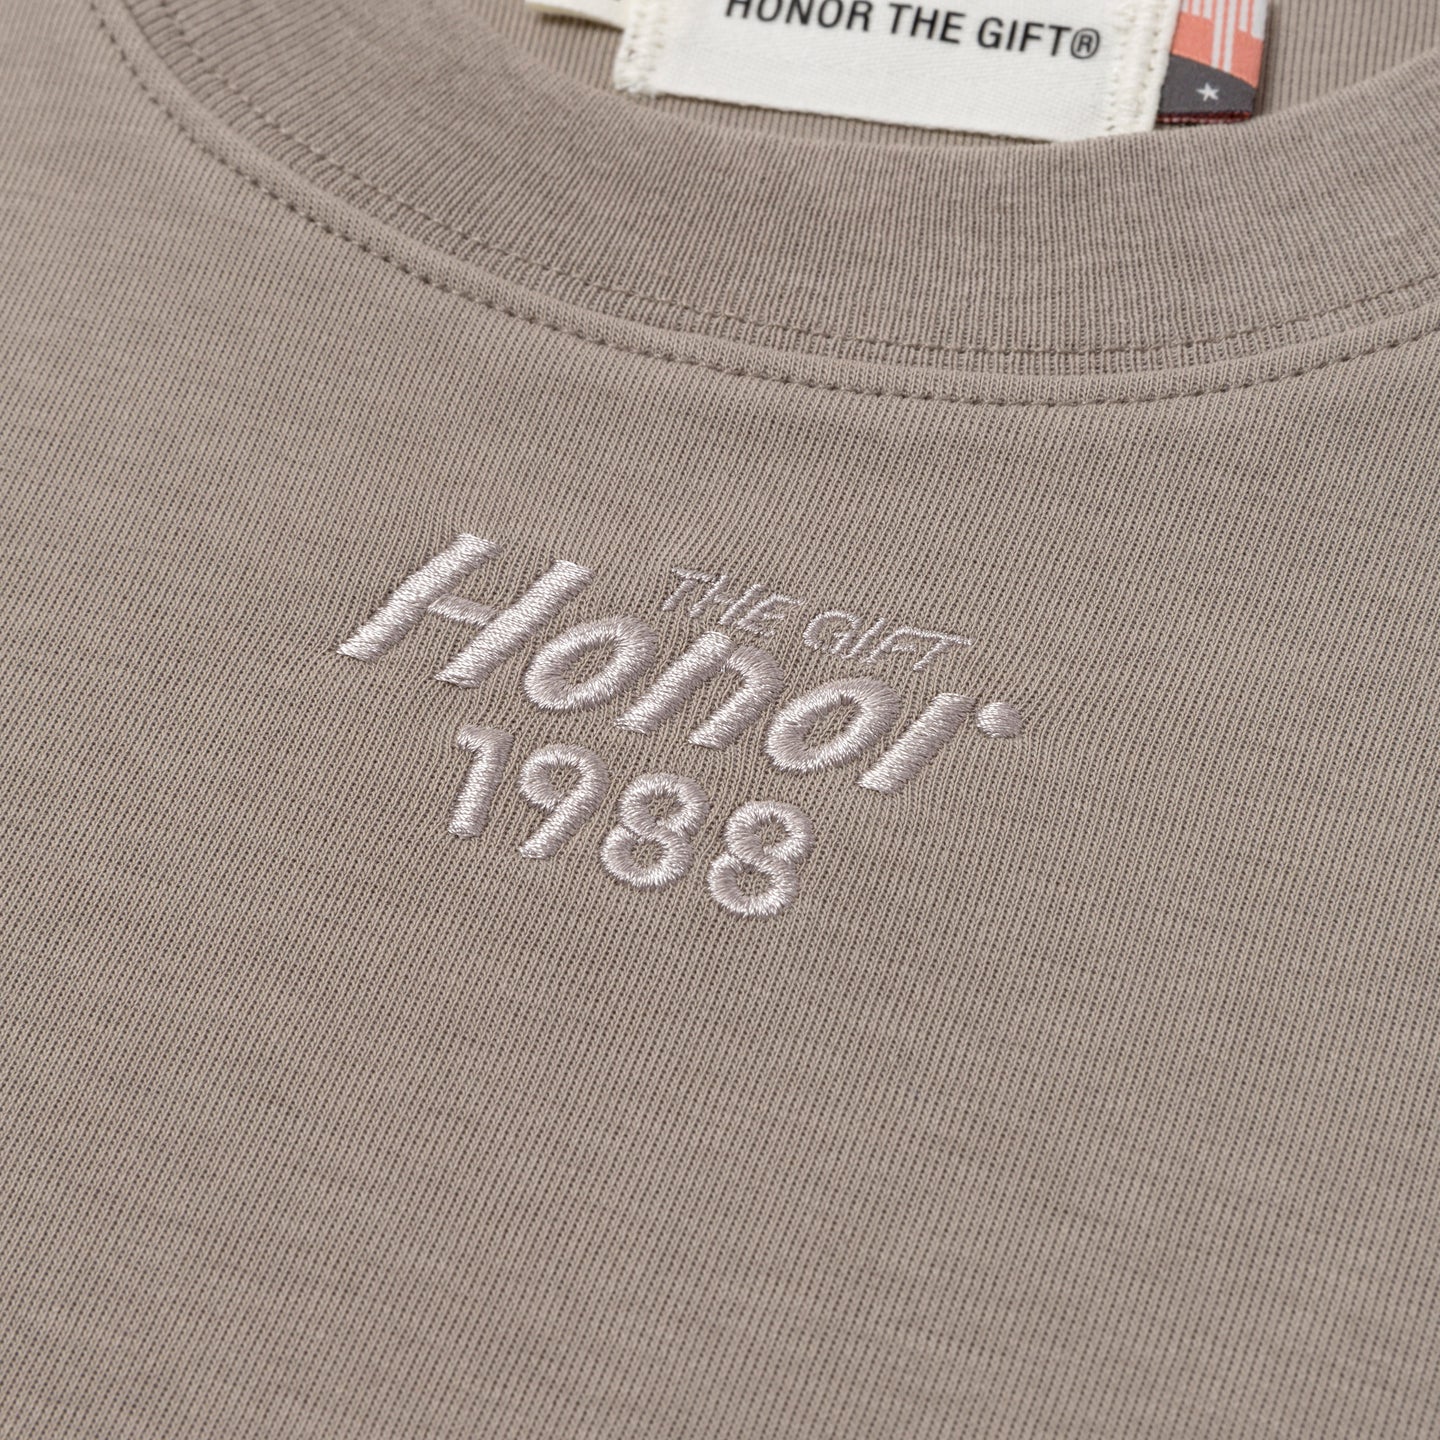 HONOR THE GIFT®
THE GIFT
Honor
1988